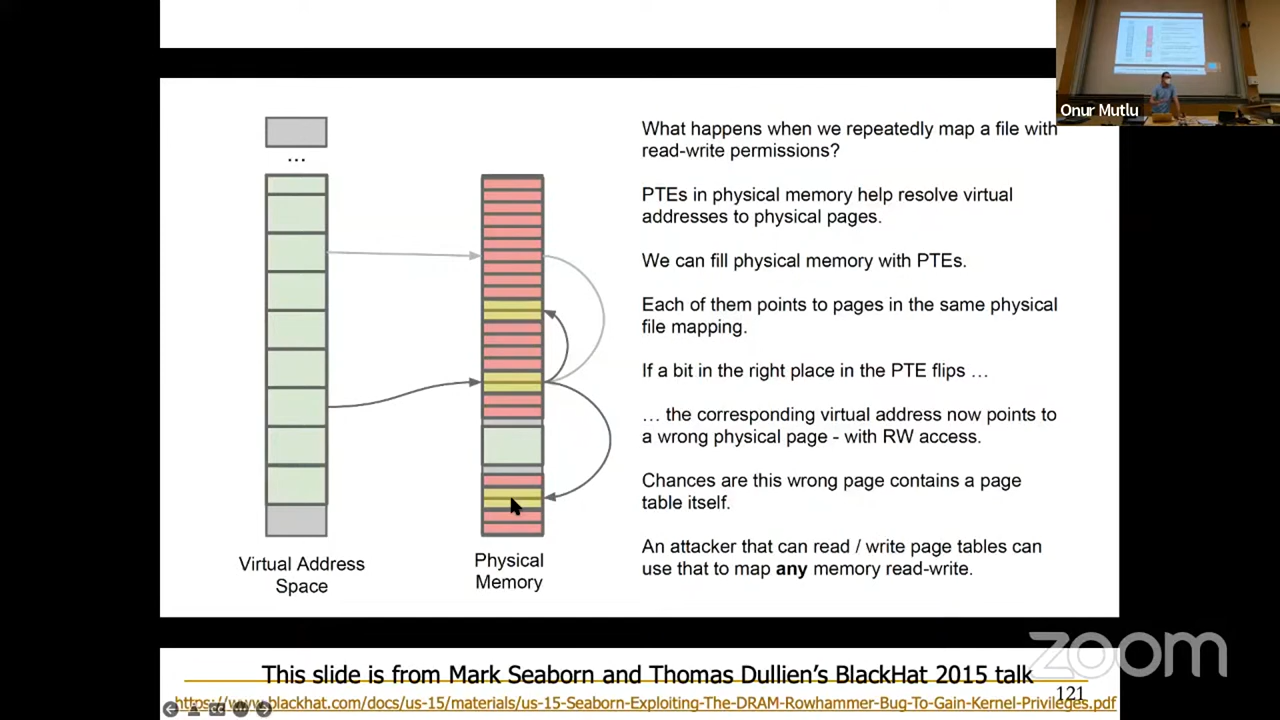 Onur Mutlu
What happens when we repeatedly map a file with
read-write permissions?
...
PTEs in physical memory help resolve virtual
addresses to physical pages.
We can fill physical memory with PTEs.
Each of them points to pages in the same physical
file mapping.
If a bit in the right place in the PTE flips …
… the corresponding virtual address now points to
a wrong physical page - with RW access.
Chances are this wrong page contains a page
table itself.
An attacker that can read / write page tables can
use that to map any memory read-write.
Virtual Address
Space
Physical
Memory
zoom
This slide is from Mark Seaborn and Thomas Dullien's BlackHat 2015 talk
121
https://www.blackhat.com/docs/us-15/materials/us-15-Seaborn-Exploiting-The-DRAM-Rowhammer-Bug-To-Gain-Kernel-Privileges.pdf